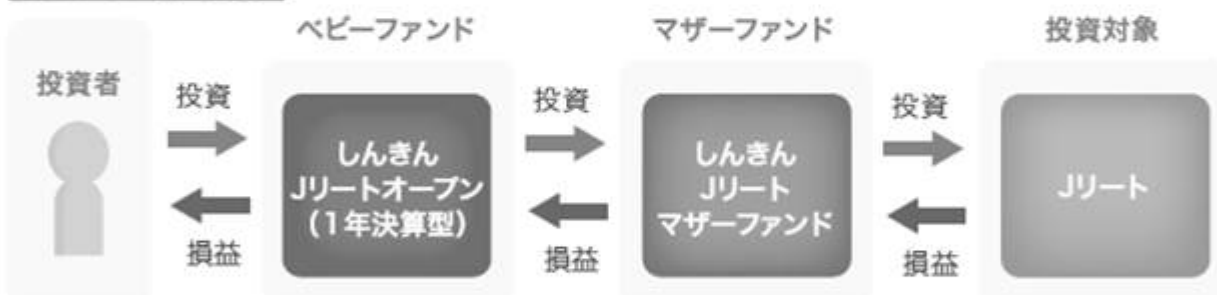 ベビーファンド
マザーファンド
投資対象
投資者
投資
投資
投資
しんきん
Jリートオープン
(1年決算型)
しんきん
Jリート
マザーファンド
Jリート
損益
損益
損益